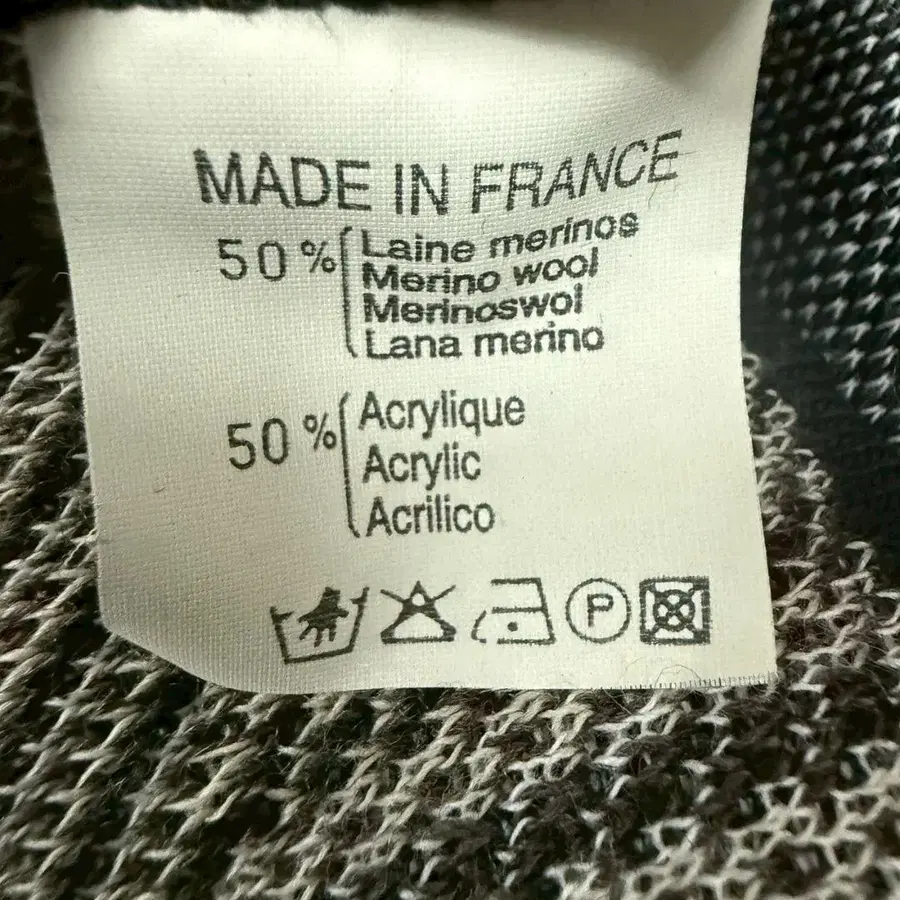 MADE IN FRANCE
50% Laine merinos
Merino wool
Merinoswol
Lana merino
50% Acrylique
Acrylic
Acrilico
P